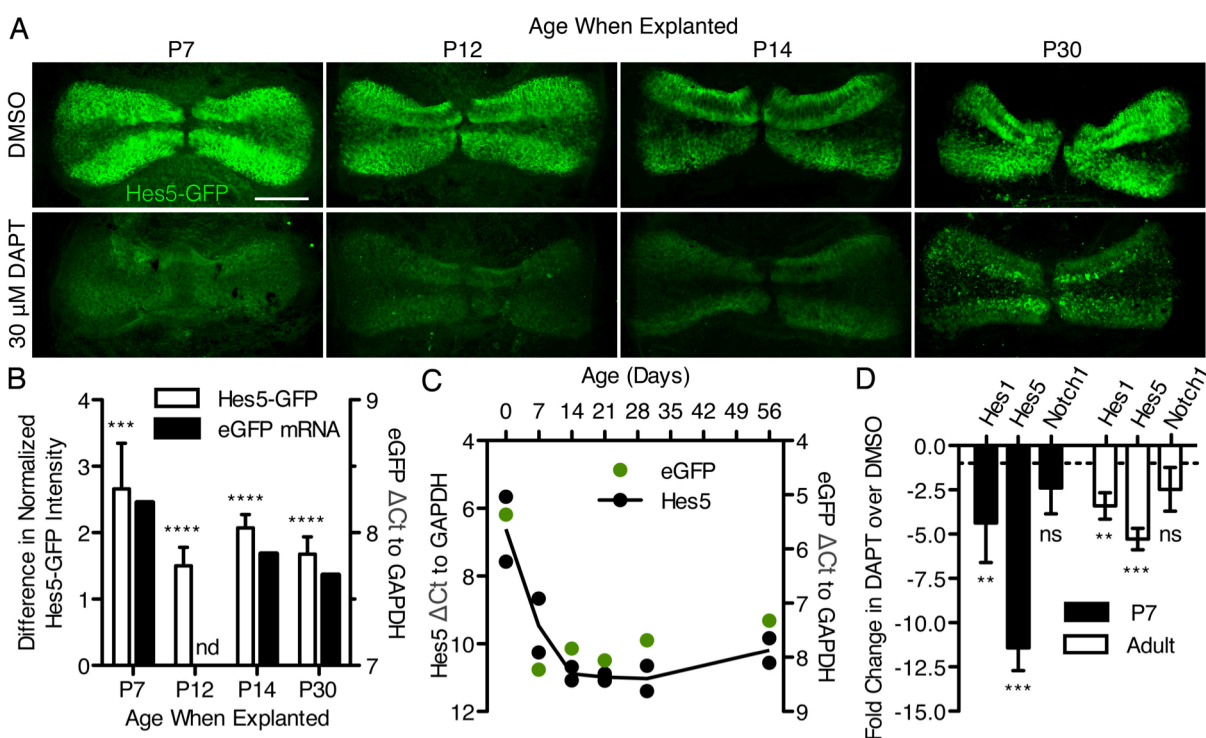 A
Age When Explanted
P7 P12 P14 P30
DMSO
Hes5-GFP
30 µM DAPT
B
Difference in Normalized
Hes5-GFP Intensity
4
3
2
1
0
Hes5-GFP
eGFP mRNA
***
****
nd
****
****
9
8
7
eGFP ΔCt to GAPDH
P7 P12 P14 P30
Age When Explanted
C
Age (Days)
0 7 14 21 28 35 42 49 56
Hes5 ΔCt to GAPDH
4
6
8
10
12
eGFP
Hes5
4
5
6
7
8
9
eGFP ΔCt to GAPDH
D
Hes1 Hes5 Notch1 Hes1 Hes5 Notch1
Fold Change in DAPT over DMSO
0.0
-2.5
-5.0
-7.5
-10.0
-12.5
-15.0
**
***
ns
**
***
ns
P7
Adult